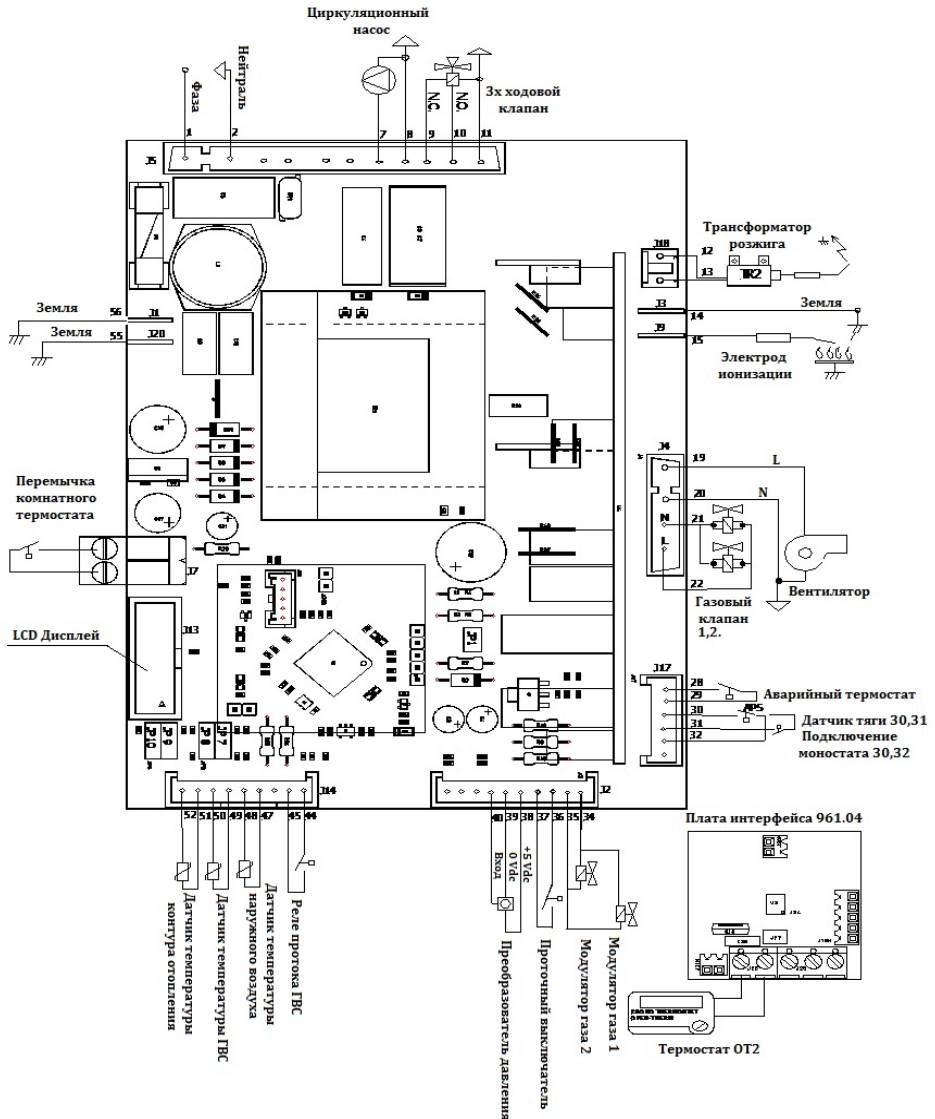 Циркуляционный
насос
Фаза
Нейтраль
N.C.
N.O.
3х ходовой
клапан
1
2
7
8
9
10
11
J5
Трансформатор
розжига
J18
12
13
TR2
Земля
J3
14
J9
15
Электрод
ионизации
Земля
56
J1
Земля
55
J20
J4
19
L
20
N
21
N
L
22
Вентилятор
Газовый
клапан
1,2.
Перемычка
комнатного
термостата
J7
LCD Дисплей
J13
J17
28
29
30
31
32
APS
Аварийный термостат
Датчик тяги 30,31
Подключение
моностата 30,32
P10
P9
P8
P7
P1
J14
52
51
50
49
48
47
45
44
J2
40
39
38
37
36
35
34
Вход
0 Vdc
+5 Vdc
Датчик температуры
контура отопления
Датчик температуры ГВС
Датчик температуры
наружного воздуха
Реле протока ГВС
Преобразователь давления
Проточный выключатель
Модулятор газа 2
Модулятор газа 1
Плата интерфейса 961.04
Термостат ОТ2